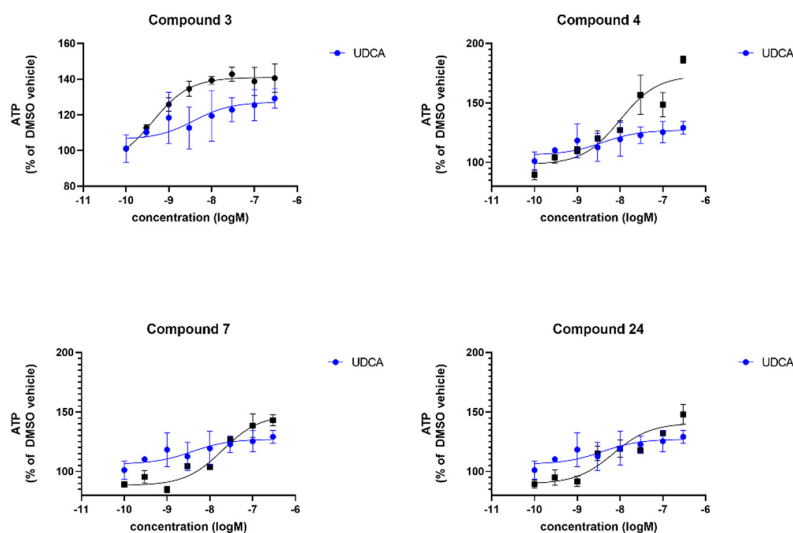 Compound 3
160
140
120
100
80
ATP
(% of DMSO vehicle)
-11 -10 -9 -8 -7 -6
concentration (logM)
UDCA
Compound 4
200
150
100
ATP
(% of DMSO vehicle)
-11 -10 -9 -8 -7 -6
concentration (logM)
UDCA
Compound 7
200
150
100
ATP
(% of DMSO vehicle)
-11 -10 -9 -8 -7 -6
concentration (logM)
UDCA
Compound 24
200
150
100
ATP
(% of DMSO vehicle)
-11 -10 -9 -8 -7 -6
concentration (logM)
UDCA